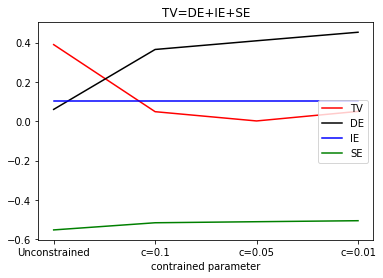 TV=DE+IE+SE
0.4
0.2
0.0
−0.2
−0.4
−0.6
TV
DE
IE
SE
Unconstrained c=0.1 c=0.05 c=0.01
contrained parameter